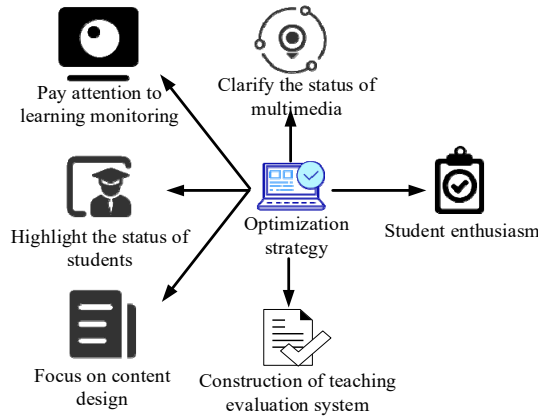 Pay attention to
learning monitoring
Clarify the status of
multimedia
Highlight the status of
students
Optimization
strategy
Student enthusiasm
Focus on content
design
Construction of teaching
evaluation system